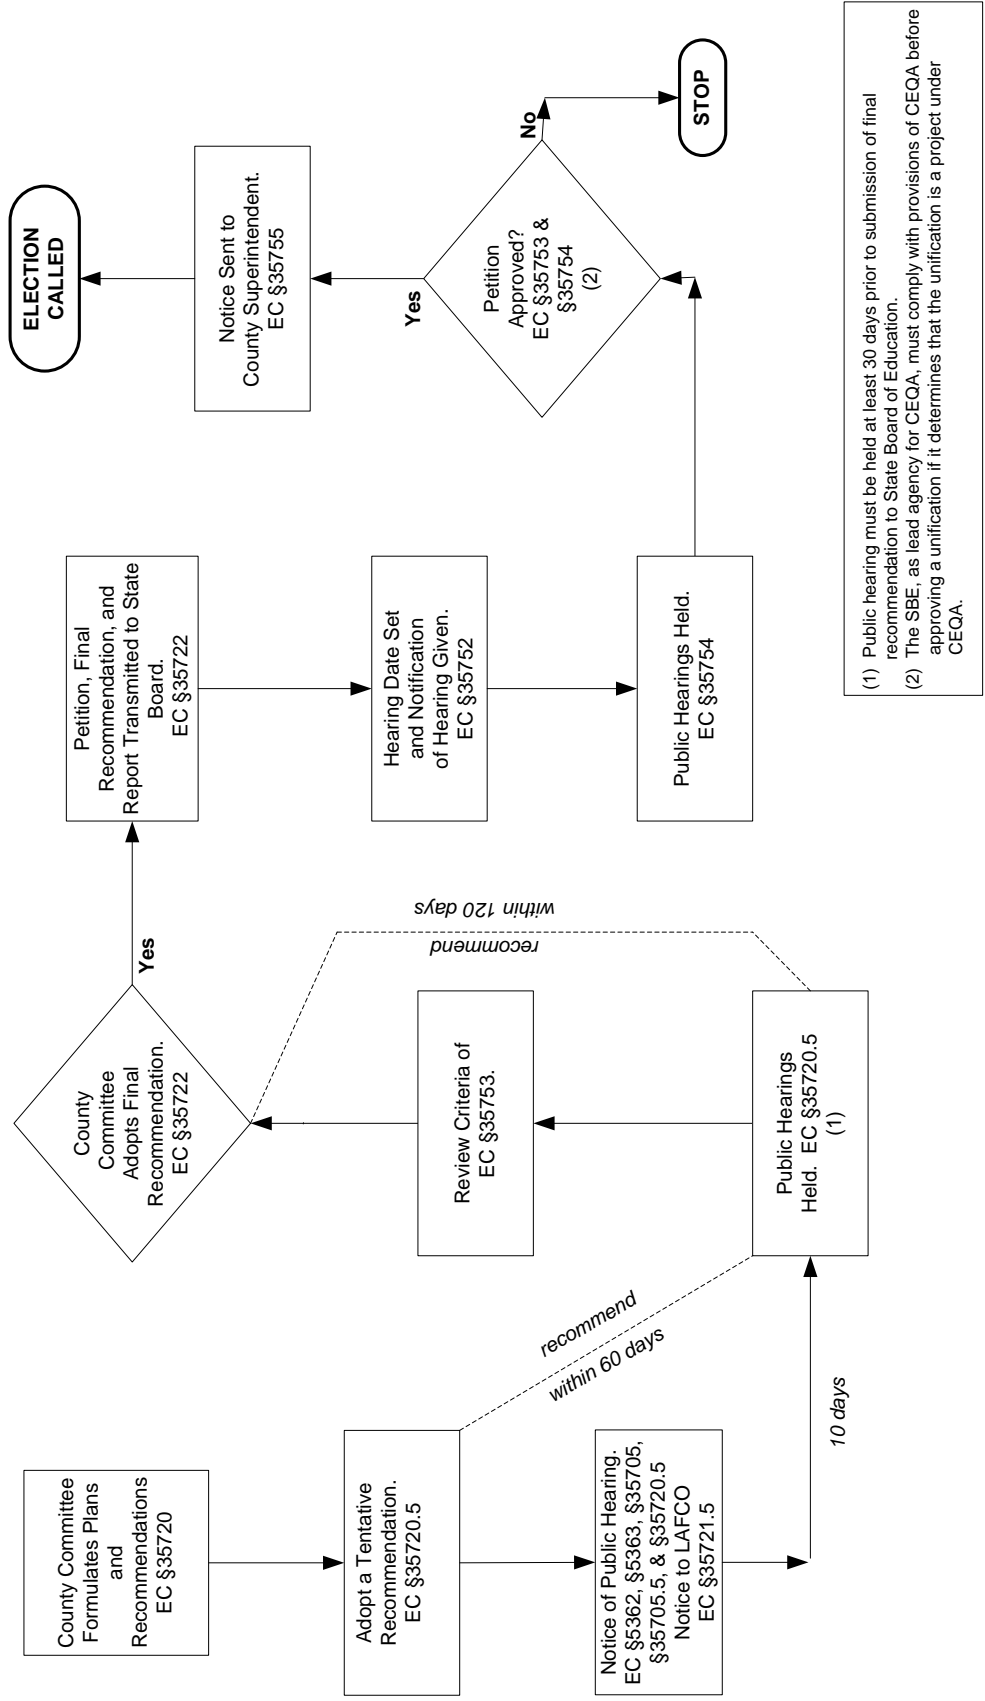 County Committee
Formulates Plans
and
Recommendations
EC §35720
Adopt a Tentative
Recommendation.
EC §35720.5
Notice of Public Hearing.
EC §5362, §5363, §35705,
§35705.5, & §35720.5
Notice to LAFCO
EC §35721.5
10 days
recommend
within 60 days
Public Hearings
Held.  EC §35720.5
(1)
Review Criteria of
EC §35753.
recommend
within 120 days
County
Committee
Adopts Final
Recommendation.
EC §35722
Yes
Petition, Final
Recommendation, and
Report Transmitted to State
Board.
EC §35722
Hearing Date Set
and Notification
of Hearing Given.
EC §35752
Public Hearings Held.
EC §35754
Petition
Approved?
EC §35753 &
§35754
(2)
Yes
No
Notice Sent to
County Superintendent.
EC §35755
ELECTION
CALLED
STOP
(1) Public hearing must be held at least 30 days prior to submission of final
recommendation to State Board of Education.
(2) The SBE, as lead agency for CEQA, must comply with provisions of CEQA before
approving a unification if it determines that the unification is a project under
CEQA.